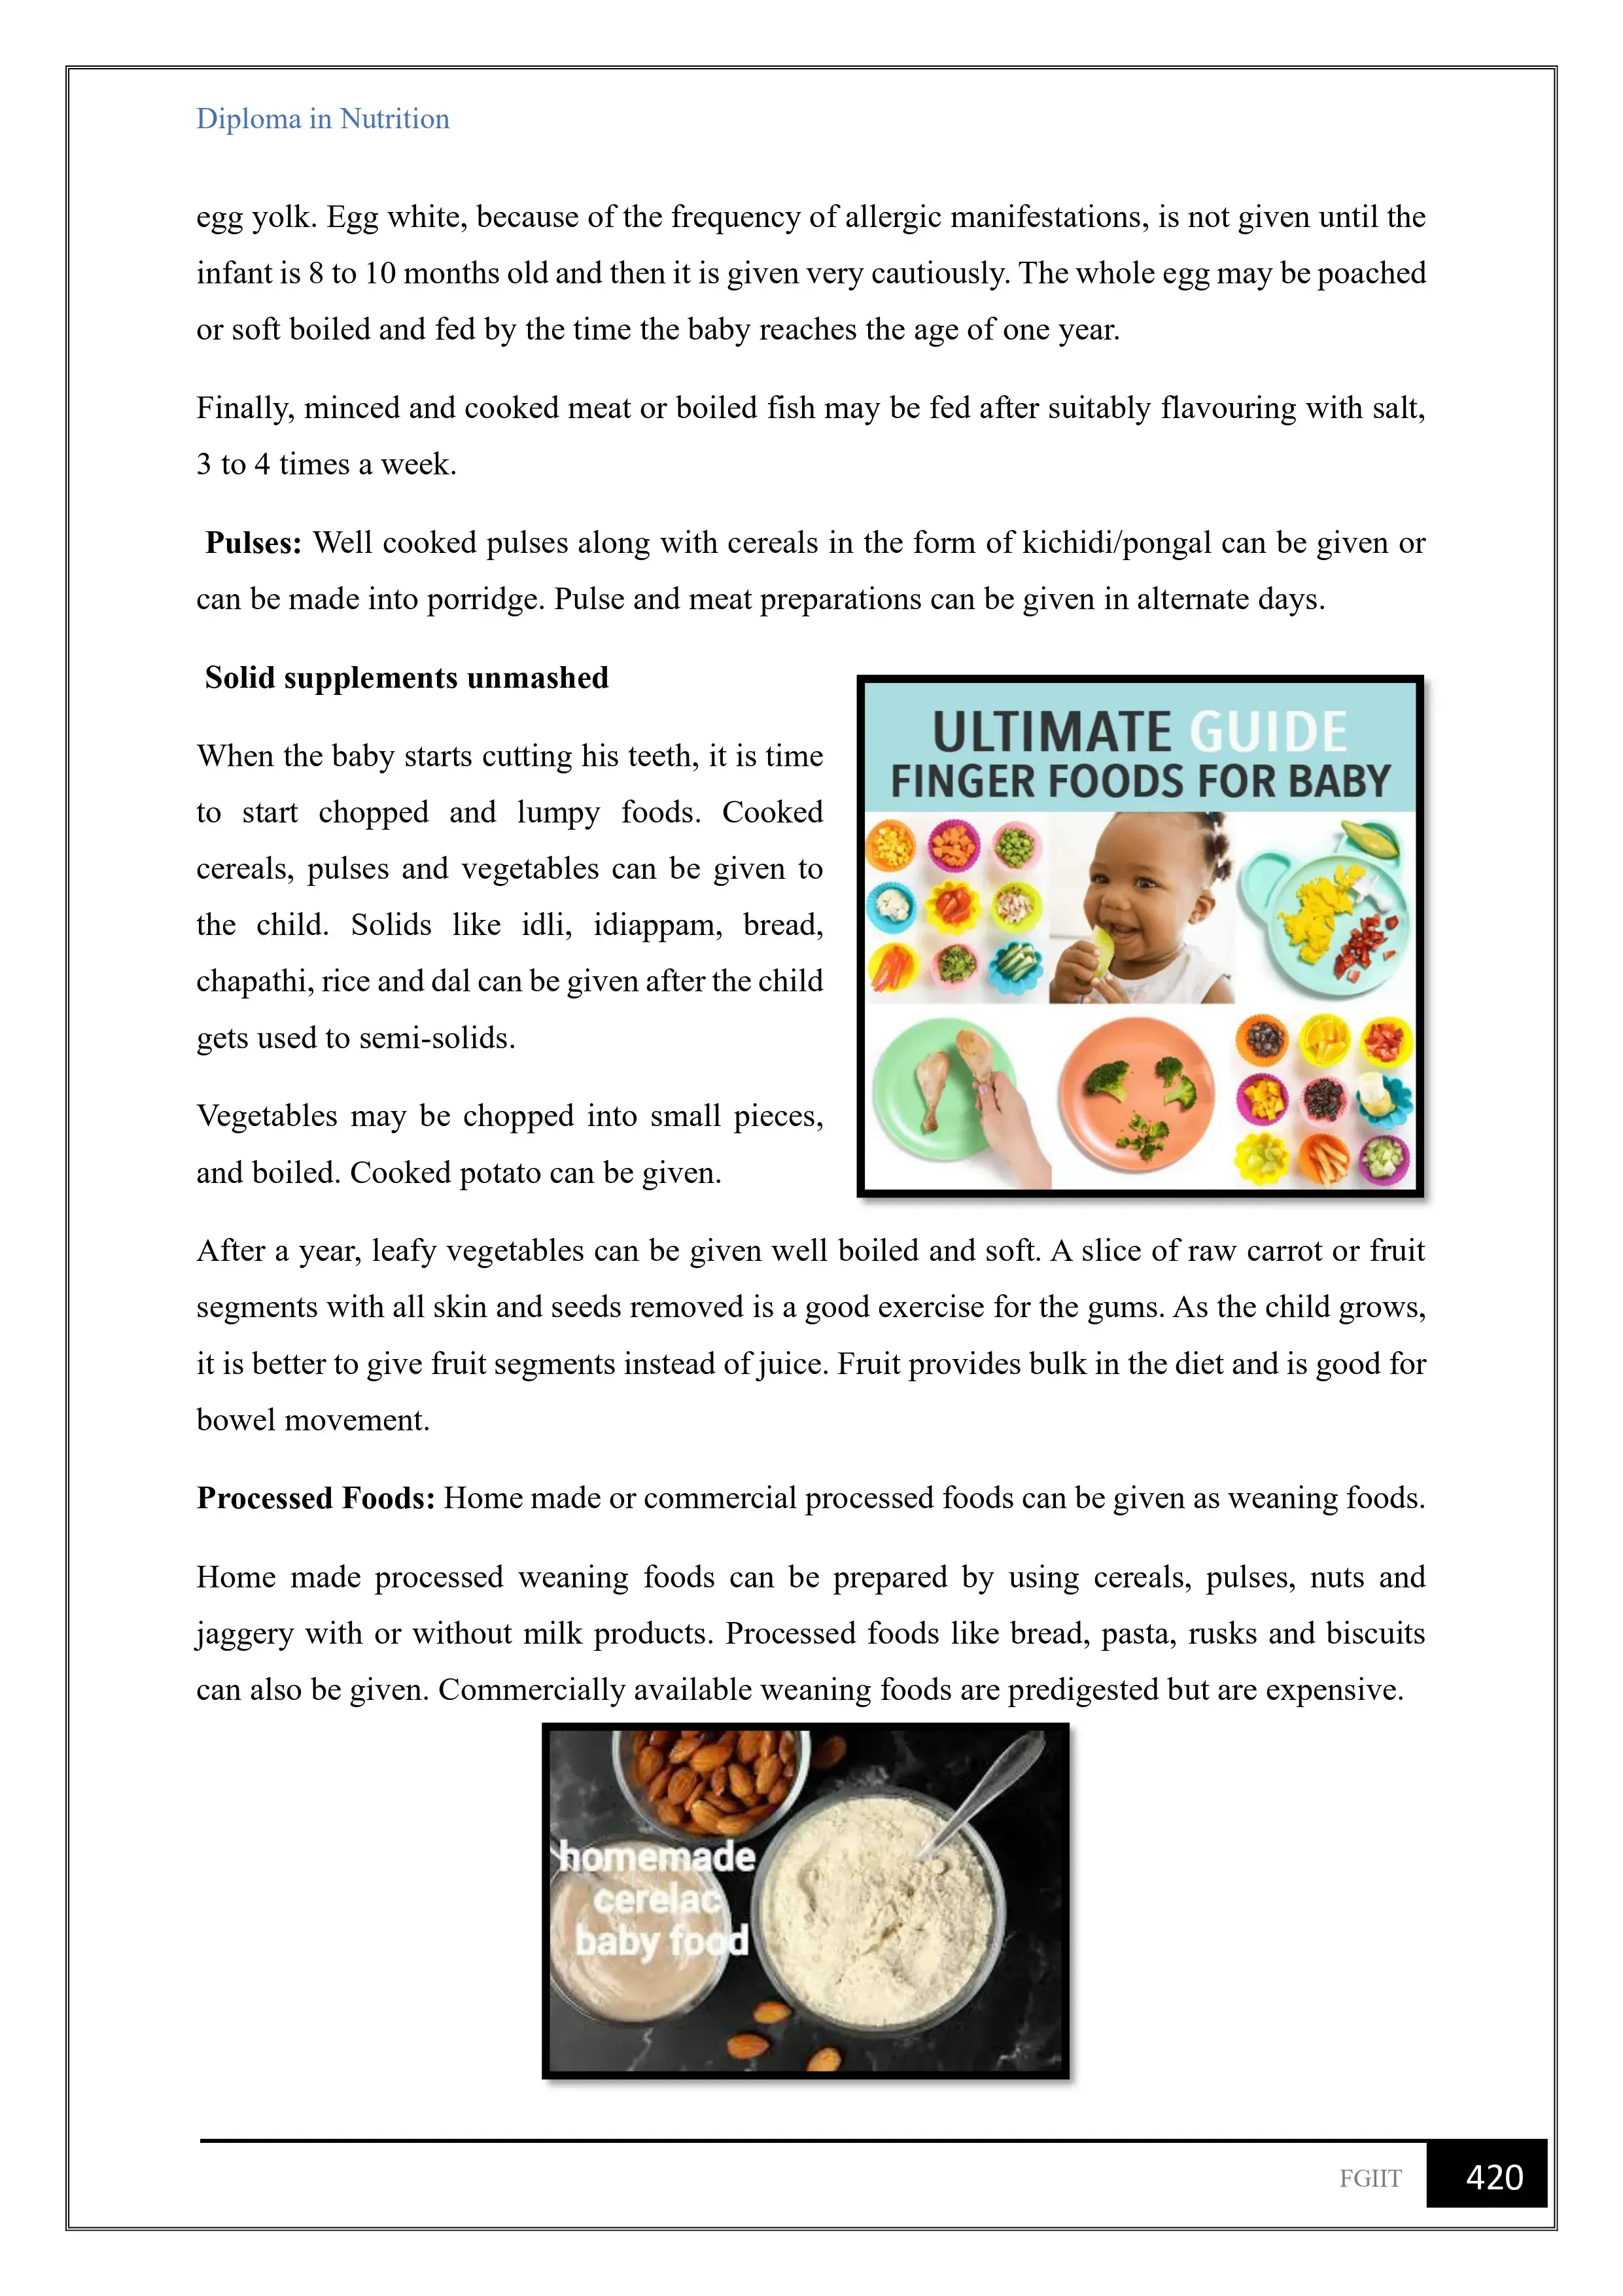 Diploma in Nutrition
egg yolk. Egg white, because of the frequency of allergic manifestations, is not given until the
infant is 8 to 10 months old and then it is given very cautiously. The whole egg may be poached
or soft boiled and fed by the time the baby reaches the age of one year.
Finally, minced and cooked meat or boiled fish may be fed after suitably flavouring with salt,
3 to 4 times a week.
Pulses: Well cooked pulses along with cereals in the form of kichidi/pongal can be given or
can be made into porridge. Pulse and meat preparations can be given in alternate days.
Solid supplements unmashed
When the baby starts cutting his teeth, it is time
to start chopped and lumpy foods. Cooked
cereals, pulses and vegetables can be given to
the child. Solids like idli, idiappam, bread,
chapathi, rice and dal can be given after the child
gets used to semi-solids.
Vegetables may be chopped into small pieces,
and boiled. Cooked potato can be given.
ULTIMATE GUIDE
FINGER FOODS FOR BABY
After a year, leafy vegetables can be given well boiled and soft. A slice of raw carrot or fruit
segments with all skin and seeds removed is a good exercise for the gums. As the child grows,
it is better to give fruit segments instead of juice. Fruit provides bulk in the diet and is good for
bowel movement.
Processed Foods: Home made or commercial processed foods can be given as weaning foods.
Home made processed weaning foods can be prepared by using cereals, pulses, nuts and
jaggery with or without milk products. Processed foods like bread, pasta, rusks and biscuits
can also be given. Commercially available weaning foods are predigested but are expensive.
homemade
cerelac
baby food
FGIIT
420